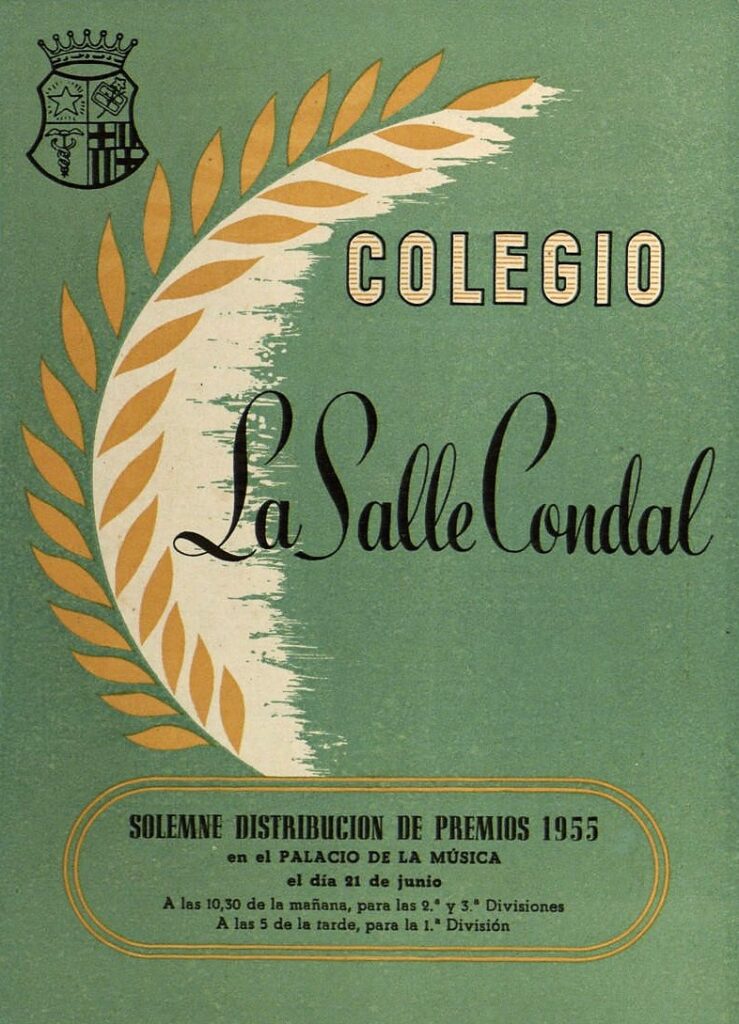 COLEGIO
La Salle Condal
SOLEMNE DISTRIBUCION DE PREMIOS 1955
en el PALACIO DE LA MÚSICA
el día 21 de junio
A las 10,30 de la mañana, para las 2.ª y 3.ª Divisiones
A las 5 de la tarde, para la 1.ª División